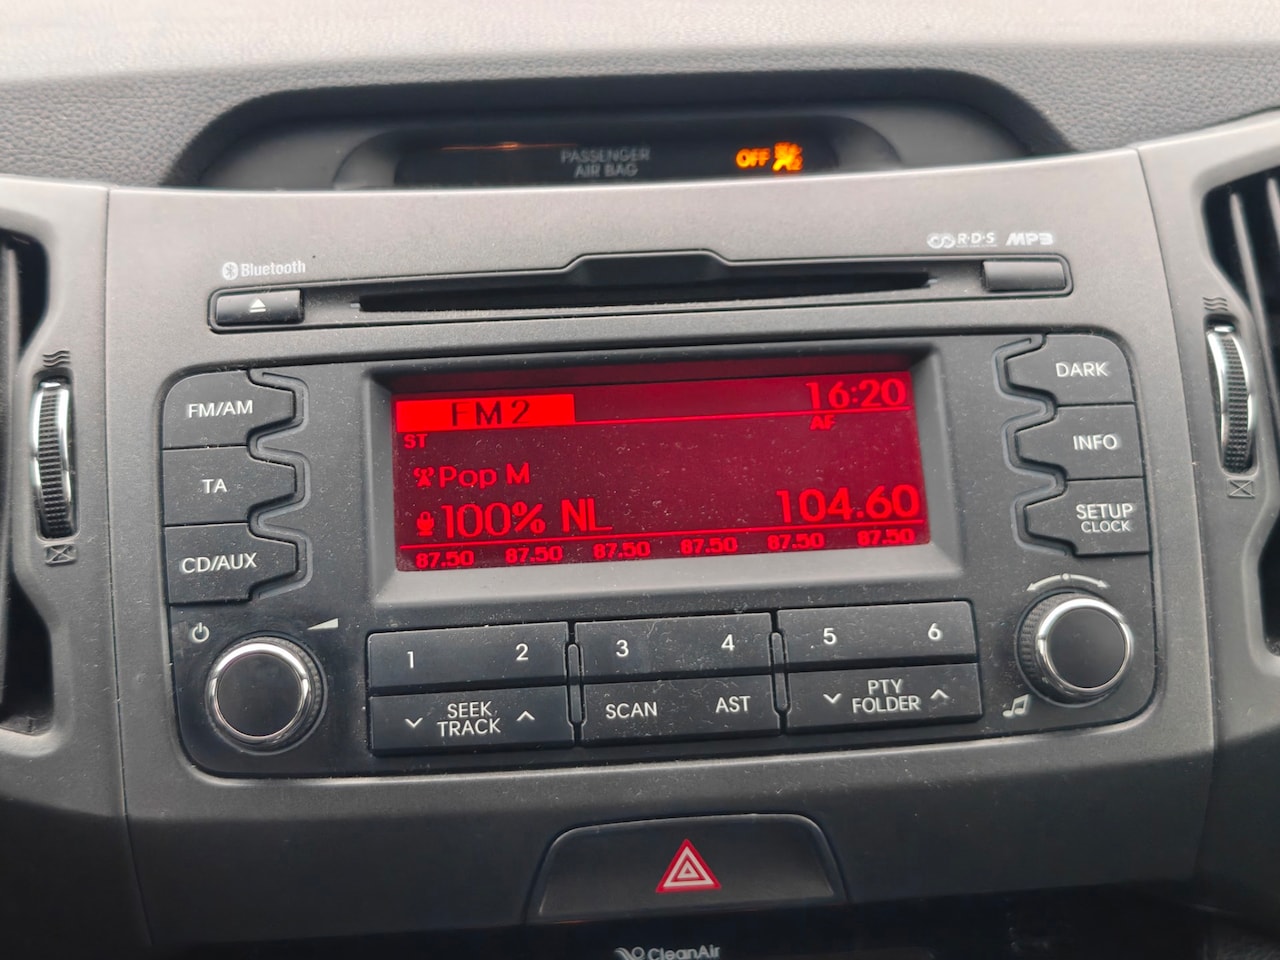 PASSENGER
AIR BAG
OFF
Bluetooth
R·D·S MP3
FM/AM
TA
CD/AUX
FM 2
16:20
ST
AF
Pop M
100% NL
104.60
87.50 87.50 87.50 87.50 87.50 87.50
DARK
INFO
SETUP
CLOCK
1 2 3 4 5 6
SEEK
TRACK
SCAN
AST
PTY
FOLDER
CleanAir